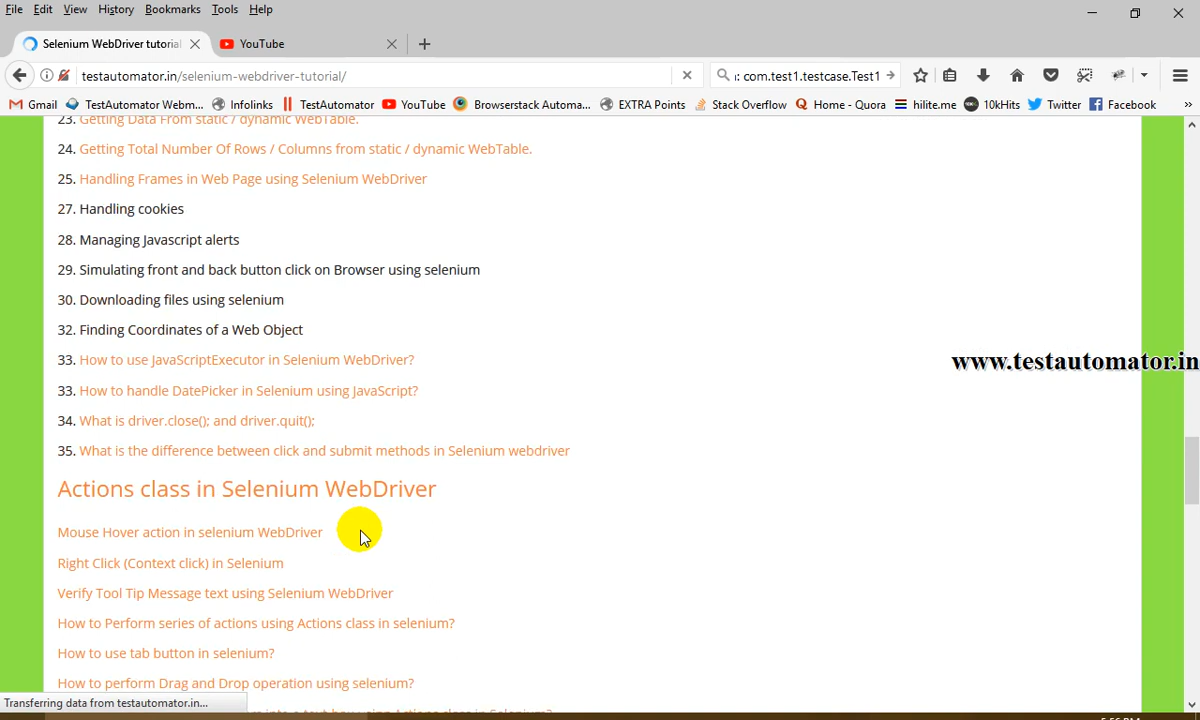 File Edit View History Bookmarks Tools Help
Selenium WebDriver tutorial
YouTube
testautomator.in/selenium-webdriver-tutorial/
com.test1.testcase.Test1
Gmail TestAutomator Webm... Infolinks TestAutomator YouTube Browserstack Automa... EXTRA Points Stack Overflow Home - Quora hilite.me 10kHits Twitter Facebook »
23. Getting Data From static / dynamic WebTable.
24. Getting Total Number Of Rows / Columns from static / dynamic WebTable.
25. Handling Frames in Web Page using Selenium WebDriver
27. Handling cookies
28. Managing Javascript alerts
29. Simulating front and back button click on Browser using selenium
30. Downloading files using selenium
32. Finding Coordinates of a Web Object
33. How to use JavaScriptExecutor in Selenium WebDriver?
www.testautomator.in
33. How to handle DatePicker in Selenium using JavaScript?
34. What is driver.close(); and driver.quit();
35. What is the difference between click and submit methods in Selenium webdriver
Actions class in Selenium WebDriver
Mouse Hover action in selenium WebDriver
Right Click (Context click) in Selenium
Verify Tool Tip Message text using Selenium WebDriver
How to Perform series of actions using Actions class in selenium?
How to use tab button in selenium?
How to perform Drag and Drop operation using selenium?
Transferring data from testautomator.in...